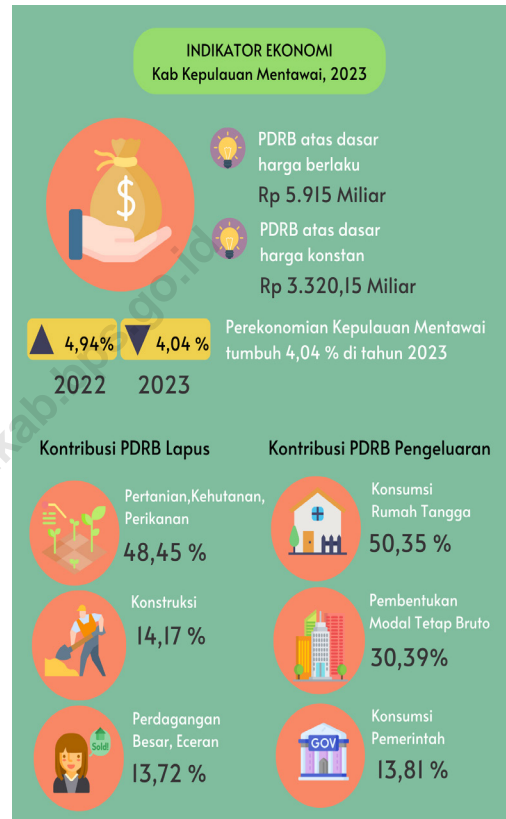 INDIKATOR EKONOMI
Kab Kepulauan Mentawai, 2023
PDRB atas dasar
harga berlaku
Rp 5.915 Miliar
PDRB atas dasar
harga konstan
Rp 3.320,15 Miliar
4,94%
4,04 %
2022
2023
Perekonomian Kepulauan Mentawai
tumbuh 4,04 % di tahun 2023
Kontribusi PDRB Lapus
Pertanian,Kehutanan,
Perikanan
48,45 %
Konstruksi
14,17 %
Sold!
Perdagangan
Besar, Eceran
13,72 %
Kontribusi PDRB Pengeluaran
Konsumsi
Rumah Tangga
50,35 %
Pembentukan
Modal Tetap Bruto
30,39%
GOV
Konsumsi
Pemerintah
13,81 %
kab.bps.go.id